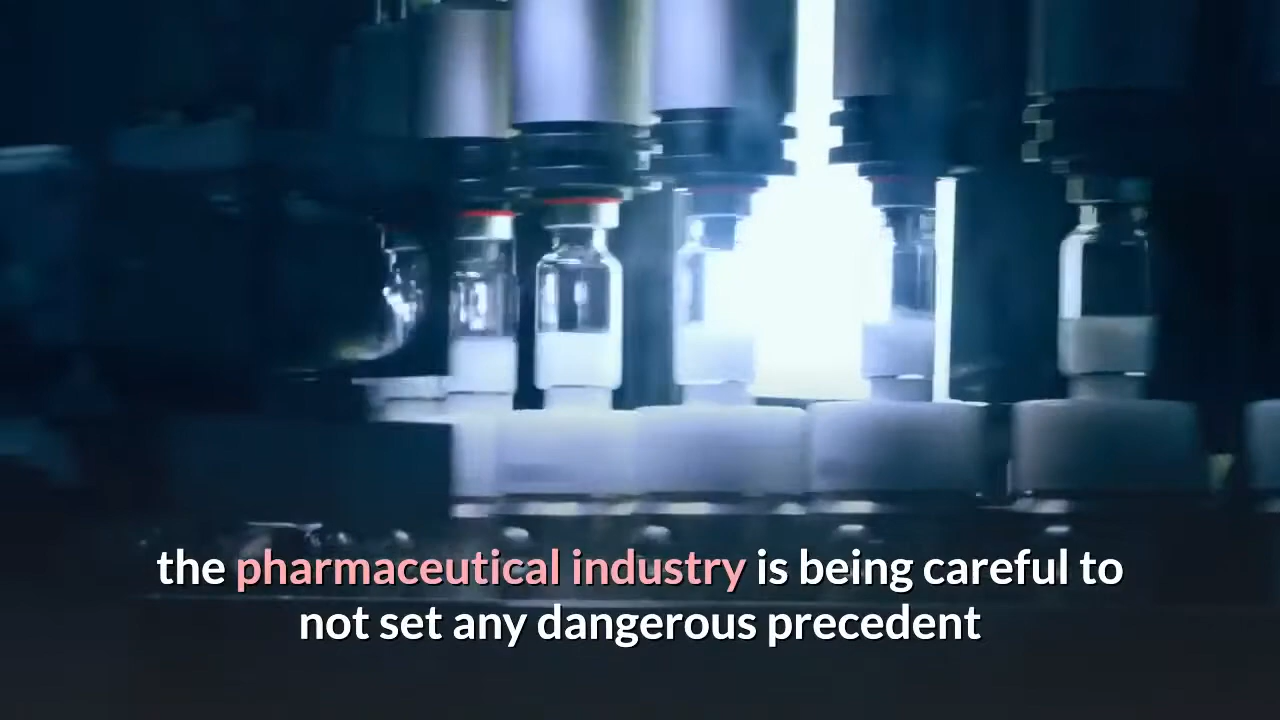 the pharmaceutical industry is being careful to
not set any dangerous precedent